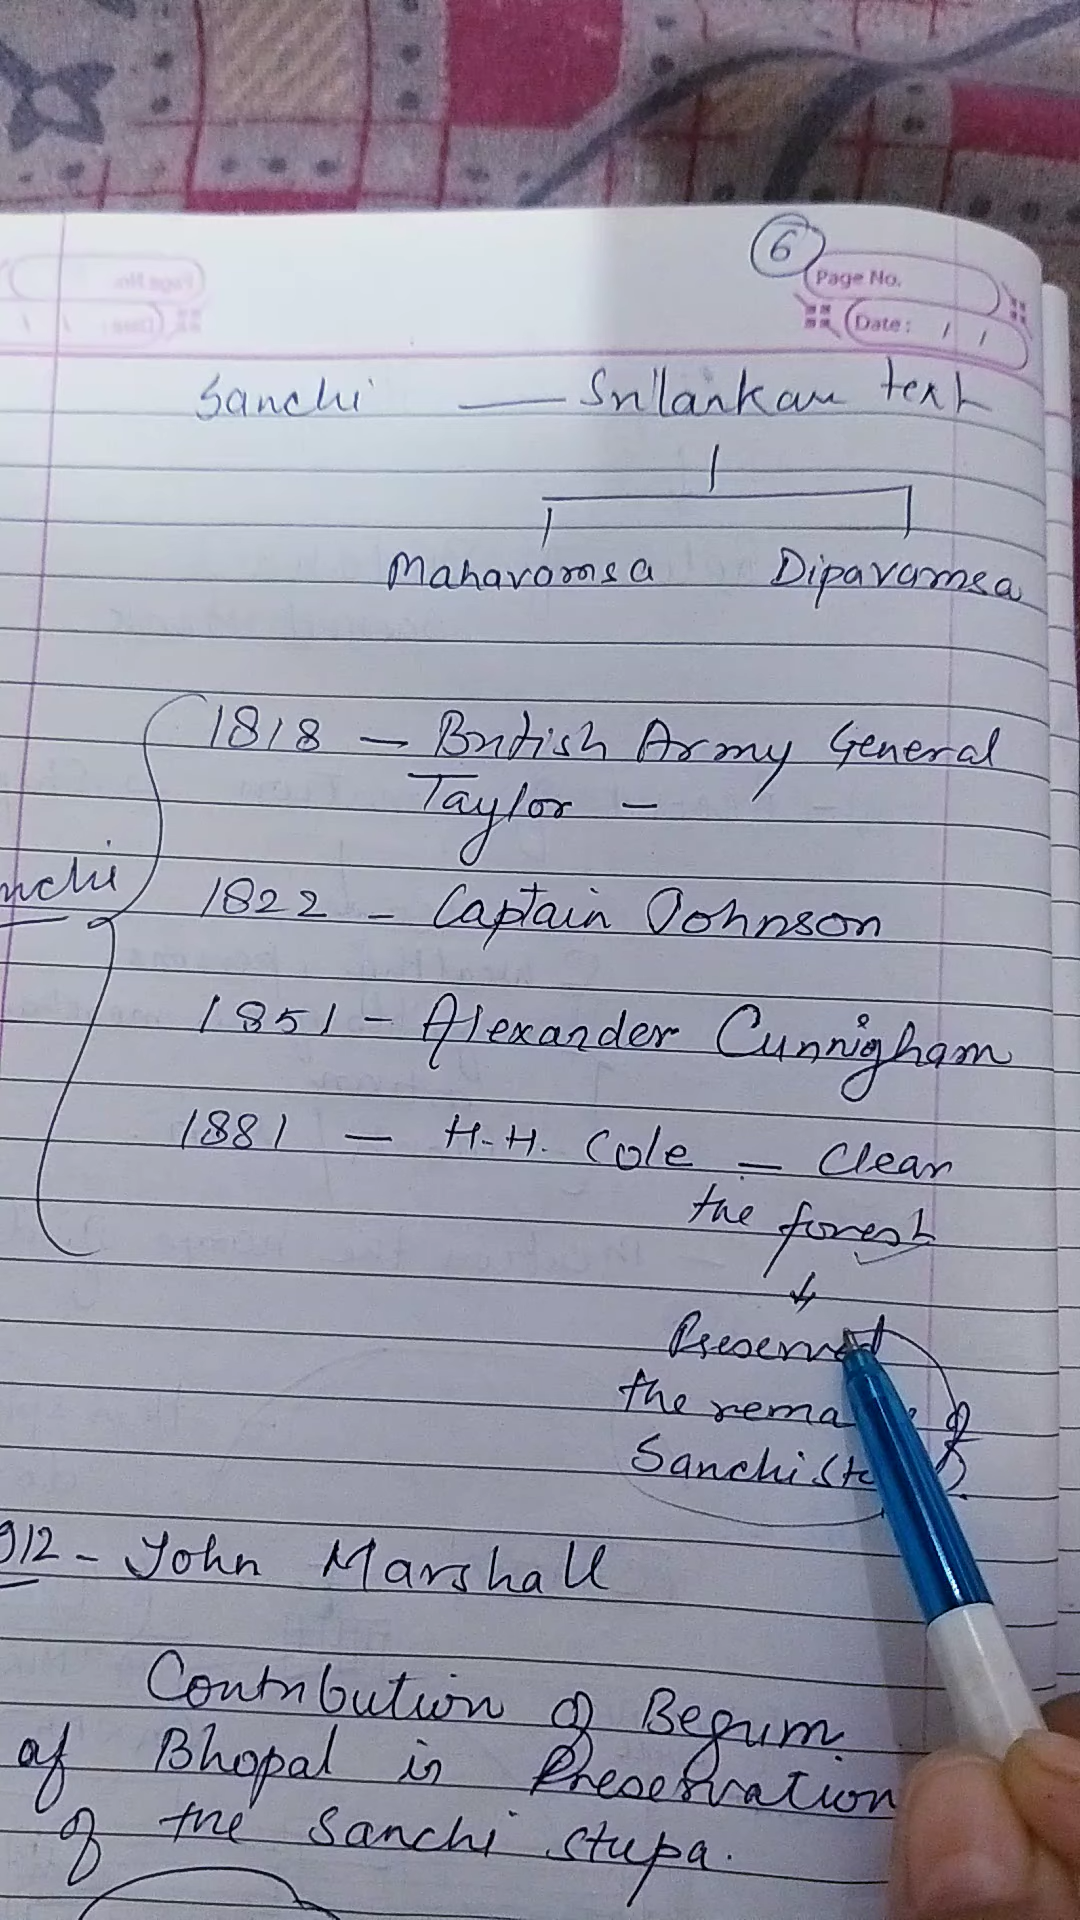 6
Page No.
Date: / /
Sanchi — Srilankan text
Mahavamsa Dipavamsa
1818 – British Army General
Taylor –
nchi
1822 – Captain Johnson
1851 – Alexander Cunnigham
1881 – H.H. Cole – Clear
the forest
Preserved
the rema
Sanchi St
912 – John Marshall
Contribution of Begum
of Bhopal in Preservation
of the Sanchi stupa.